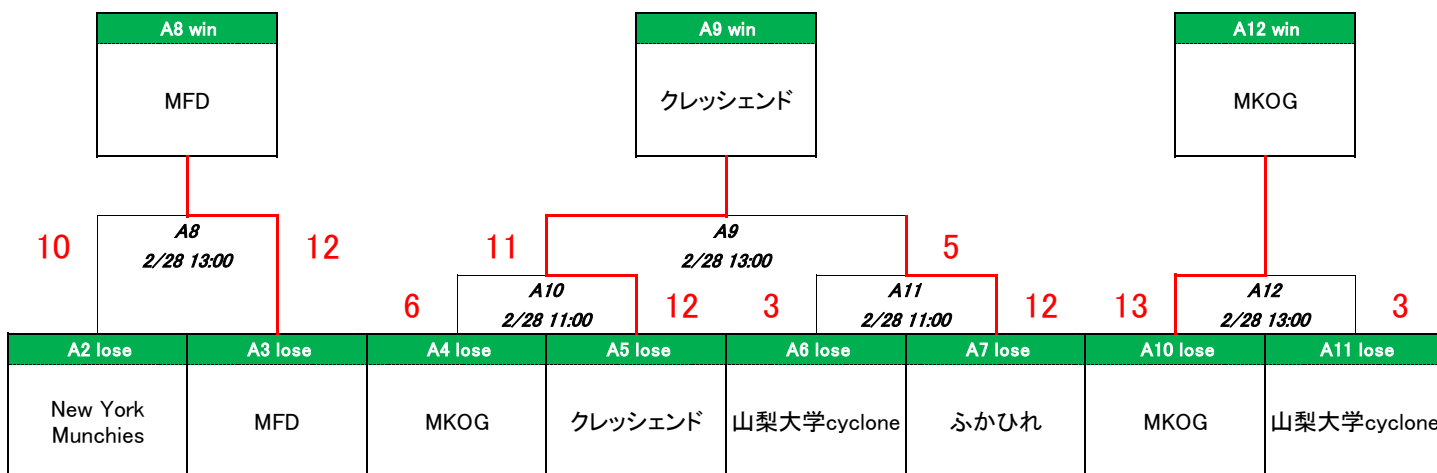 A8 win
A9 win
A12 win
MFD
クレッシェンド
MKOG
10
A8
2/28 13:00
12
11
A9
2/28 13:00
5
6
A10
2/28 11:00
12
3
A11
2/28 11:00
12
13
A12
2/28 13:00
3
A2 lose
A3 lose
A4 lose
A5 lose
A6 lose
A7 lose
A10 lose
A11 lose
New York
Munchies
MFD
MKOG
クレッシェンド
山梨大学cyclone
ふかひれ
MKOG
山梨大学cyclone